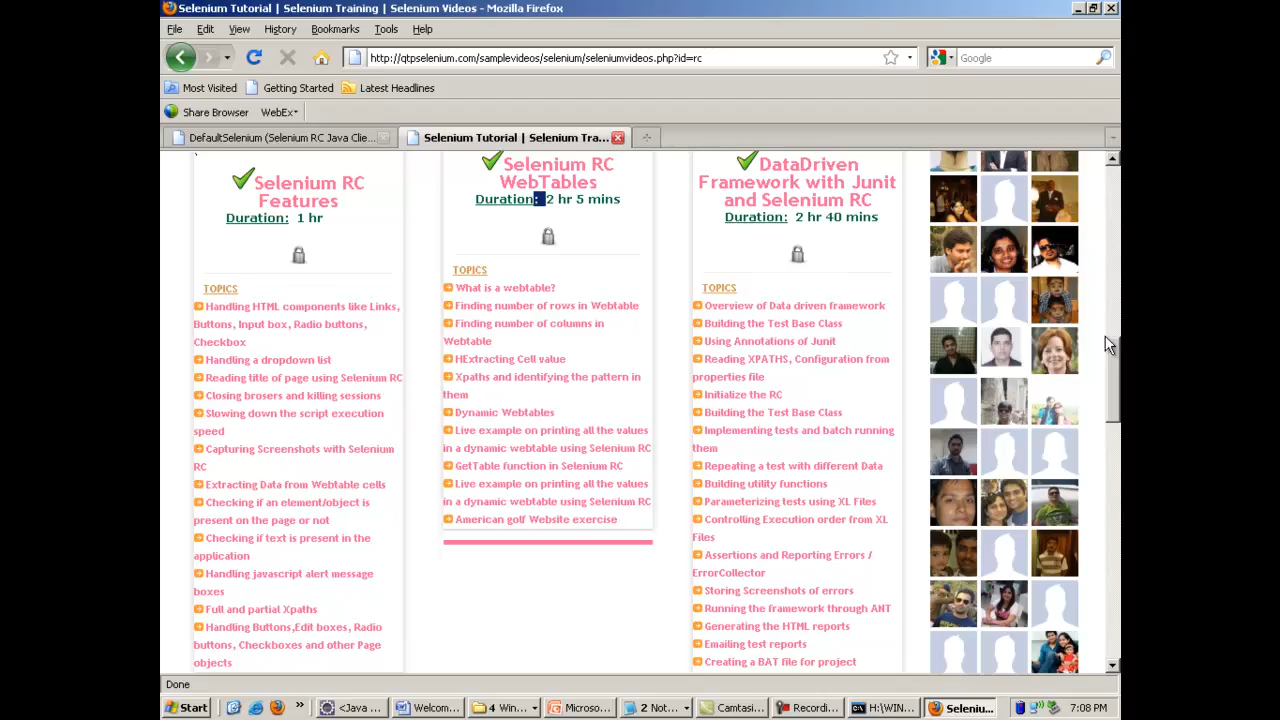 Selenium Tutorial | Selenium Training | Selenium Videos - Mozilla Firefox
File Edit View History Bookmarks Tools Help
http://qtpselenium.com/samplevideos/selenium/seleniumvideos.php?id=rc
Google
Most Visited Getting Started Latest Headlines
Share Browser WebEx
DefaultSelenium (Selenium RC Java Clie...
Selenium Tutorial | Selenium Tra...
Selenium RC
Features
Duration: 1 hr
TOPICS
Handling HTML components like Links,
Buttons, Input box, Radio buttons,
Checkbox
Handling a dropdown list
Reading title of page using Selenium RC
Closing brosers and killing sessions
Slowing down the script execution
speed
Capturing Screenshots with Selenium
RC
Extracting Data from Webtable cells
Checking if an element/object is
present on the page or not
Checking if text is present in the
application
Handling javascript alert message
boxes
Full and partial Xpaths
Handling Buttons,Edit boxes, Radio
buttons, Checkboxes and other Page
objects
Selenium RC
WebTables
Duration: 2 hr 5 mins
TOPICS
What is a webtable?
Finding number of rows in Webtable
Finding number of columns in
Webtable
HExtracting Cell value
Xpaths and identifying the pattern in
them
Dynamic Webtables
Live example on printing all the values
in a dynamic webtable using Selenium RC
GetTable function in Selenium RC
Live example on printing all the values
in a dynamic webtable using Selenium RC
American golf Website exercise
DataDriven
Framework with Junit
and Selenium RC
Duration: 2 hr 40 mins
TOPICS
Overview of Data driven framework
Building the Test Base Class
Using Annotations of Junit
Reading XPATHS, Configuration from
properties file
Initialize the RC
Building the Test Base Class
Implementing tests and batch running
them
Repeating a test with different Data
Building utility functions
Parameterizing tests using XL Files
Controlling Execution order from XL
Files
Assertions and Reporting Errors /
ErrorCollector
Storing Screenshots of errors
Running the framework through ANT
Generating the HTML reports
Emailing test reports
Creating a BAT file for project
Done
Start » <Java ... Welcom... 4 Win... Microso... 2 Not... Camtasi... Recordi... H:\WIN... Seleniu... 7:08 PM